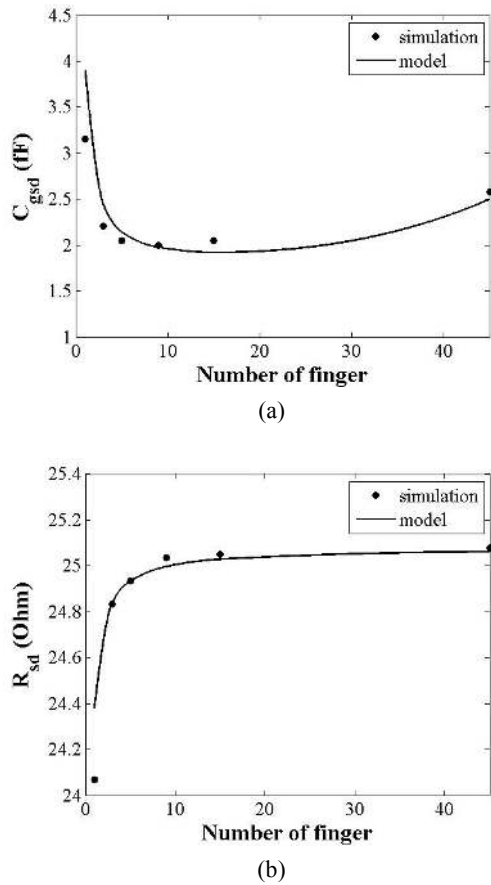 4.5
simulation
model
4
3.5
3
2.5
2
1.5
1
C_gsd (fF)
0
10
20
30
40
Number of finger
(a)
25.4
simulation
model
25.2
25
24.8
24.6
24.4
24.2
24
R_sd (Ohm)
0
10
20
30
40
Number of finger
(b)